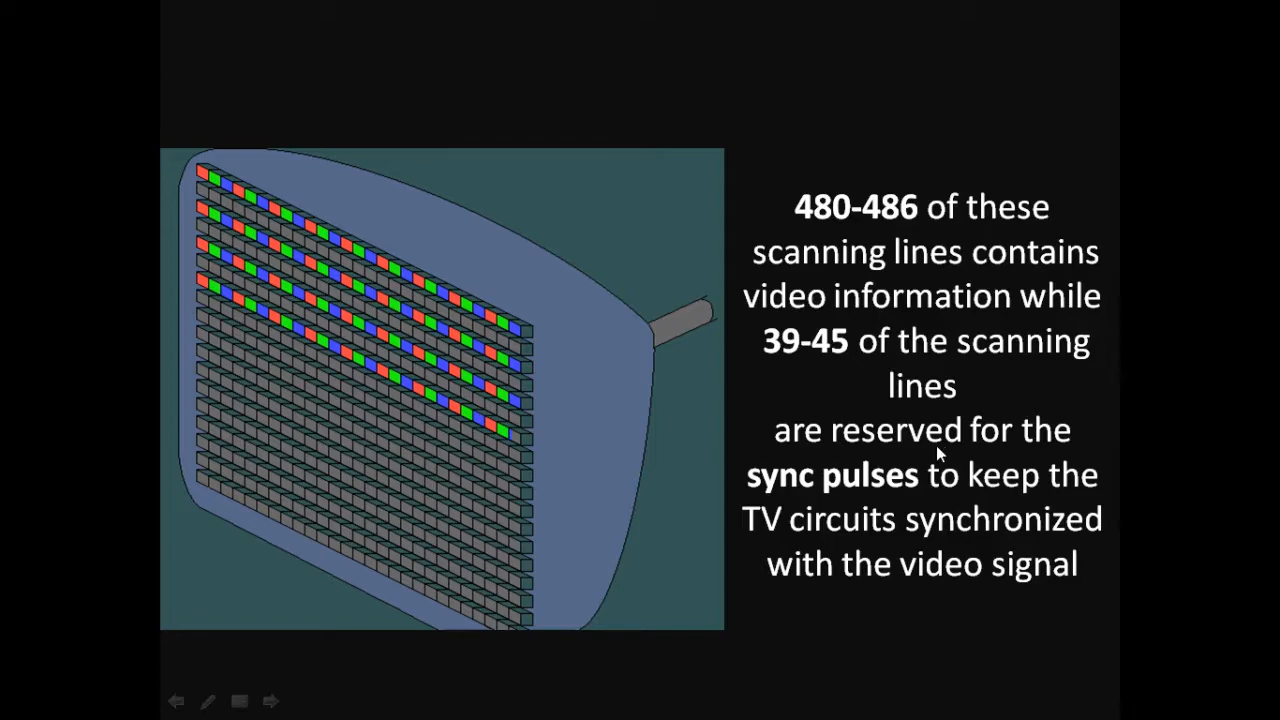 480-486 of these
scanning lines contains
video information while
39-45 of the scanning
lines
are reserved for the
sync pulses to keep the
TV circuits synchronized
with the video signal